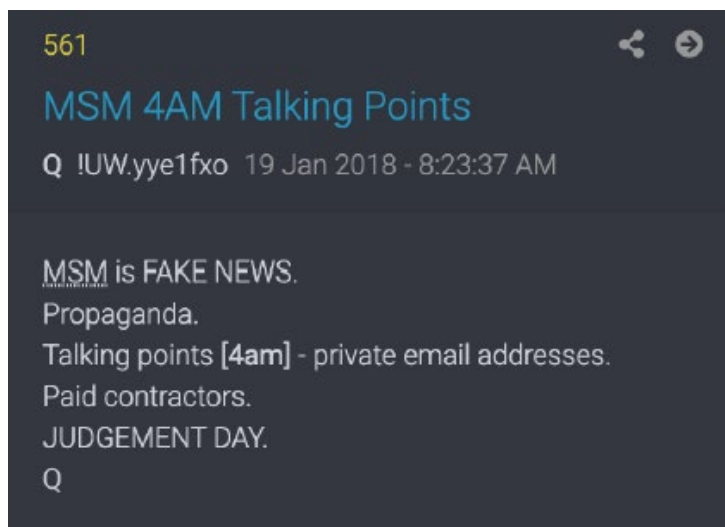 561
MSM 4AM Talking Points
Q !UW.yye1fxo 19 Jan 2018 - 8:23:37 AM
MSM is FAKE NEWS.
Propaganda.
Talking points [4am] - private email addresses.
Paid contractors.
JUDGEMENT DAY.
Q